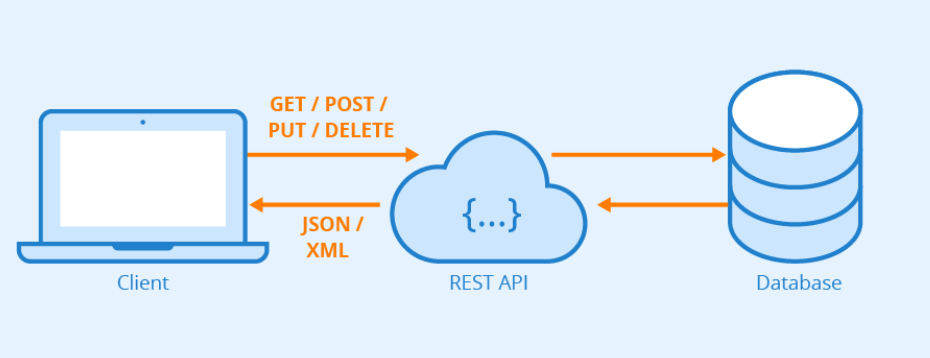 GET / POST /
PUT / DELETE
{...}
JSON /
XML
Client
REST API
Database